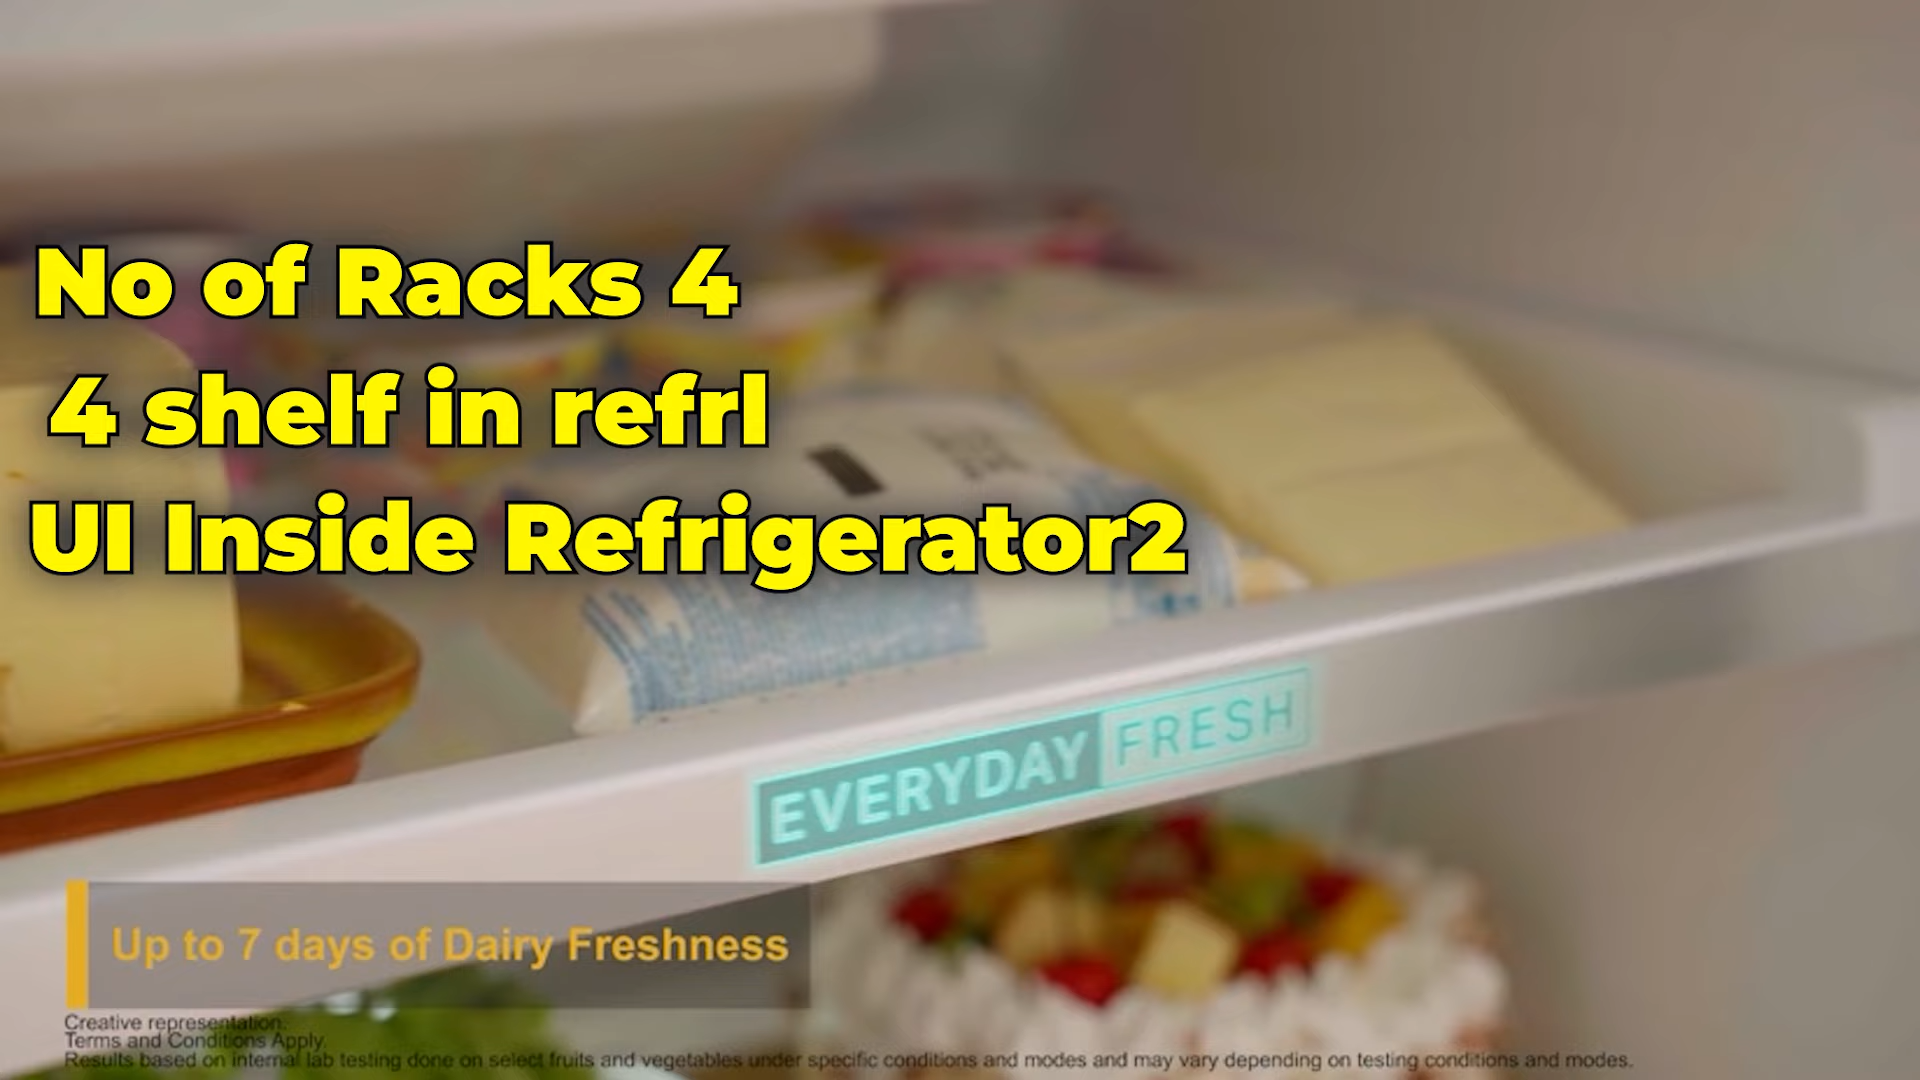 No of Racks 4
4 shelf in refrl
UI Inside Refrigerator2
EVERYDAY FRESH
Up to 7 days of Dairy Freshness
Creative representation.
Terms and Conditions Apply.
Results based on internal lab testing done on select fruits and vegetables under specific conditions and modes and may vary depending on testing conditions and modes.